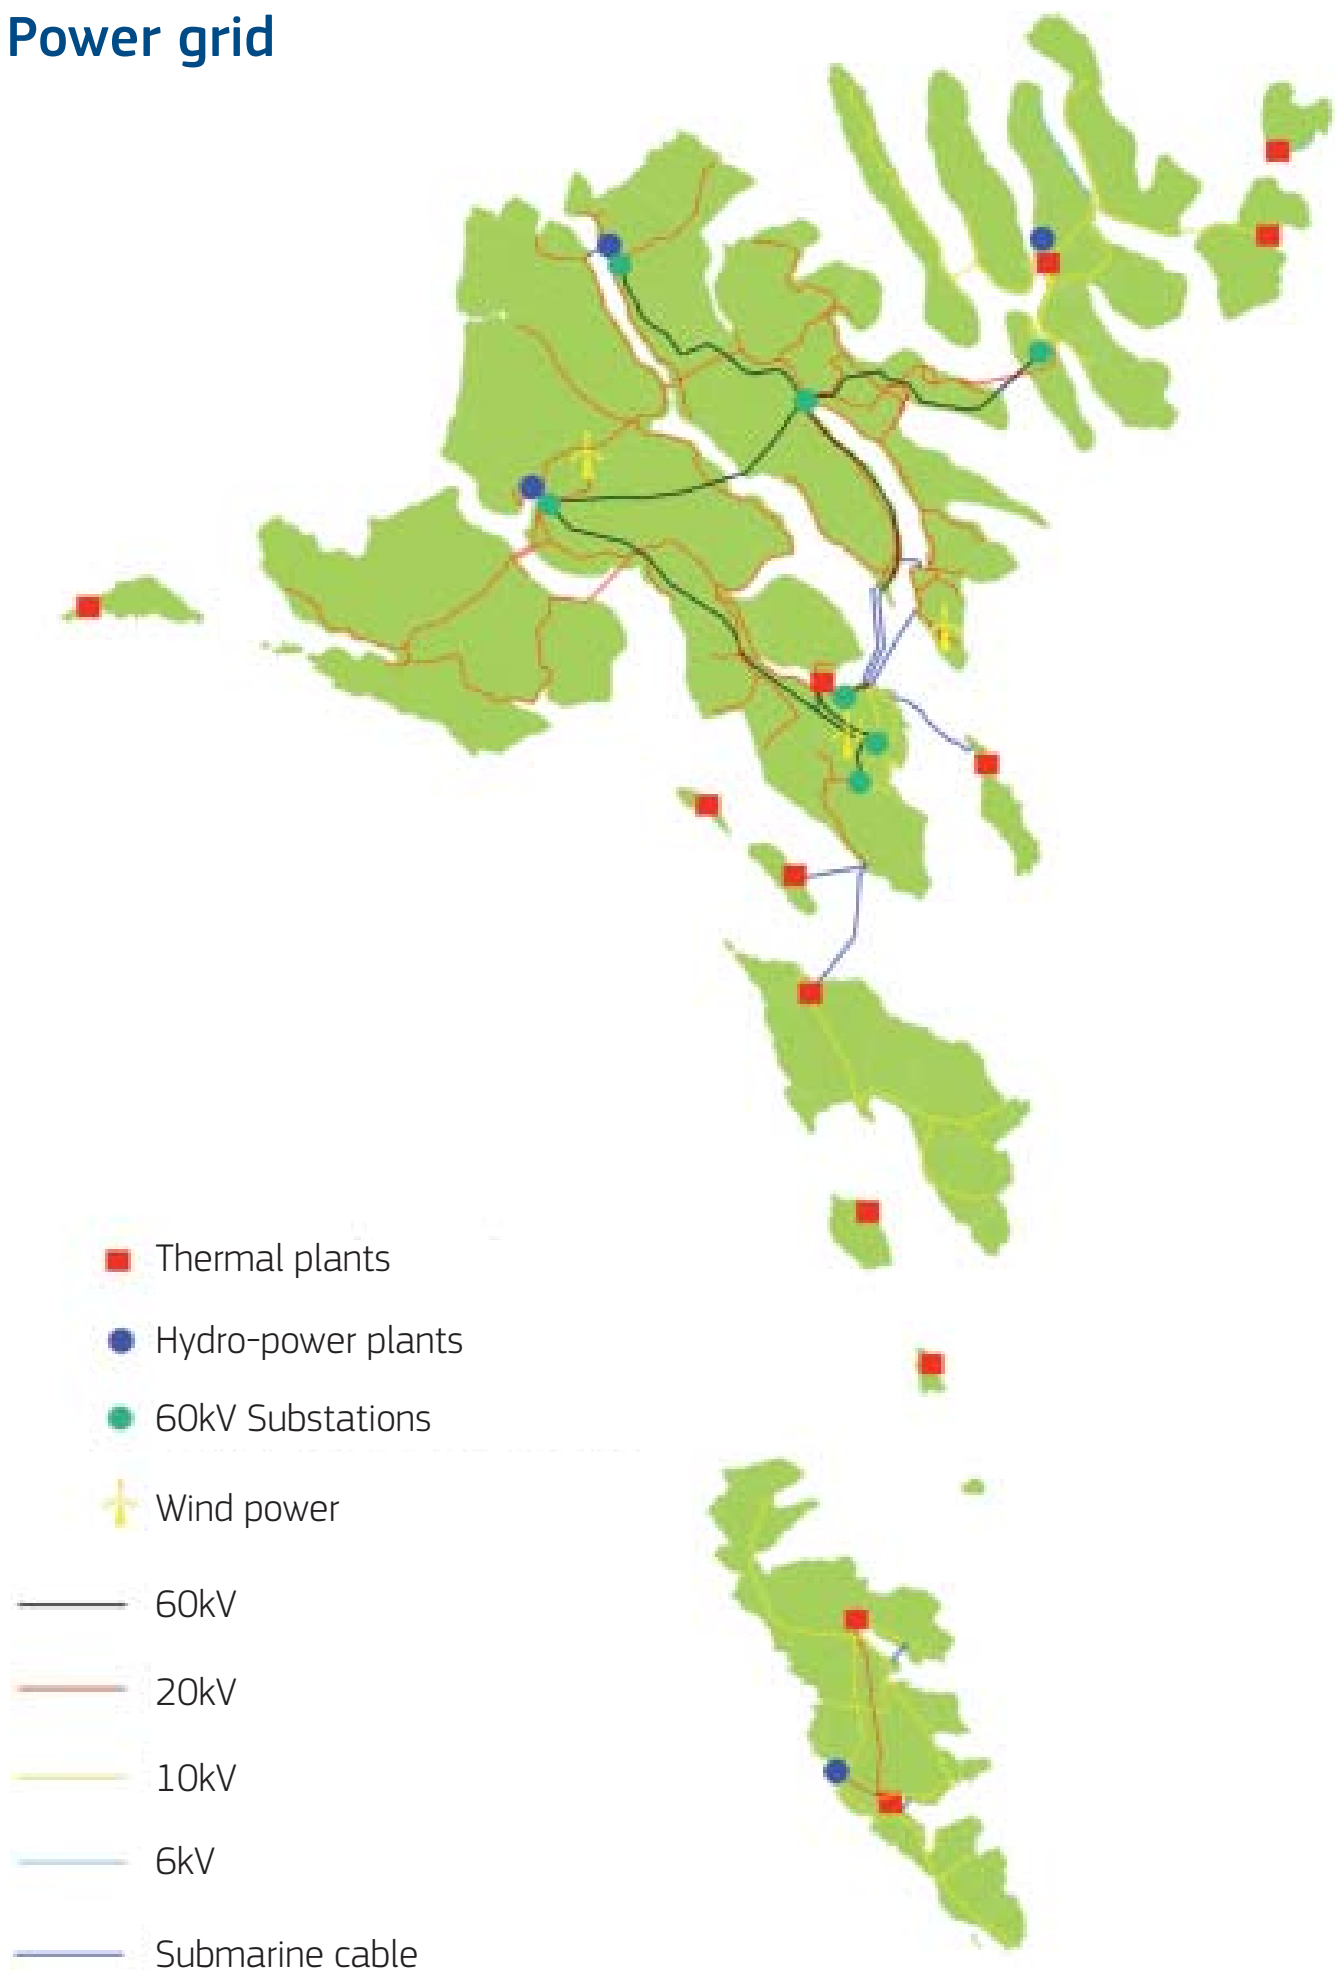 Power grid
Thermal plants
Hydro-power plants
60kV Substations
Wind power
60kV
20kV
10kV
6kV
Submarine cable